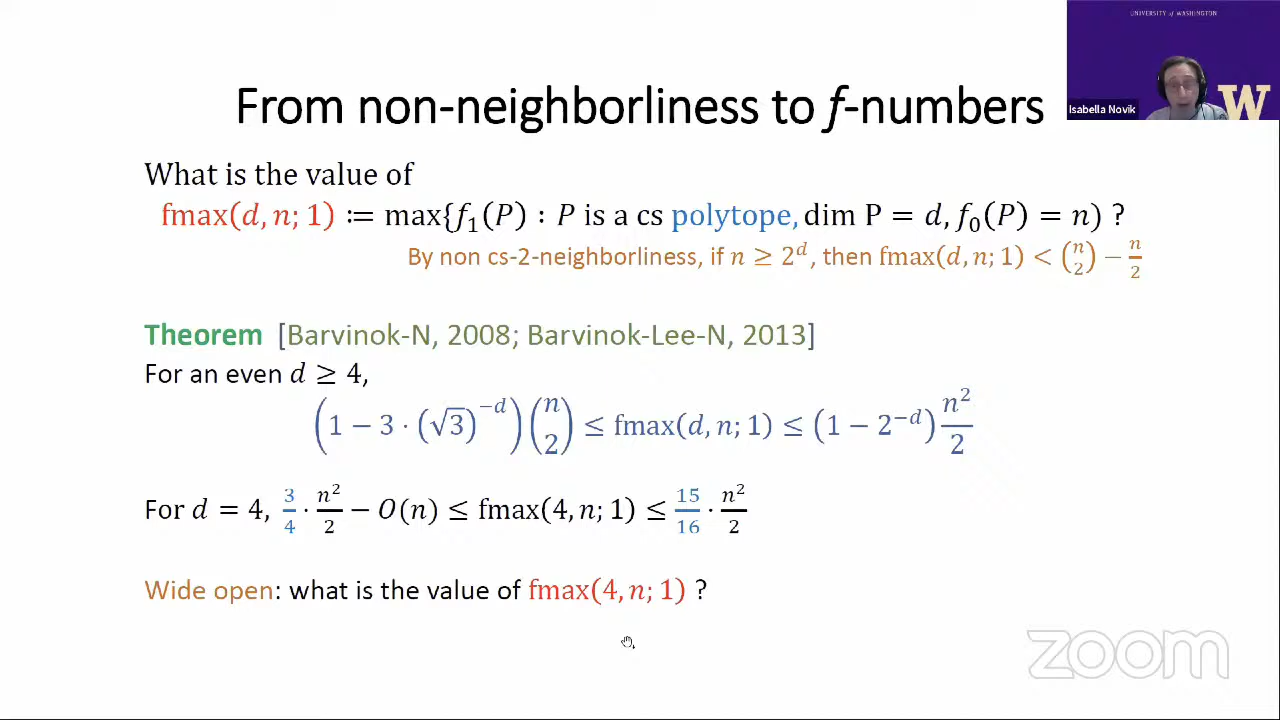 UNIVERSITY of WASHINGTON
W
Isabella Novik
From non-neighborliness to f-numbers
What is the value of
fmax(d, n; 1) ≔ max{f₁(P) : P is a cs polytope, dim P = d, f₀(P) = n) ?
By non cs-2-neighborliness, if n ≥ 2^d, then fmax(d, n; 1) < (n 2) − n/2
Theorem [Barvinok-N, 2008; Barvinok-Lee-N, 2013]
For an even d ≥ 4,
(1 − 3 · (√3)^−d) (n 2) ≤ fmax(d, n; 1) ≤ (1 − 2^−d) n²/2
For d = 4, 3/4 · n²/2 − O(n) ≤ fmax(4, n; 1) ≤ 15/16 · n²/2
Wide open: what is the value of fmax(4, n; 1) ?
zoom